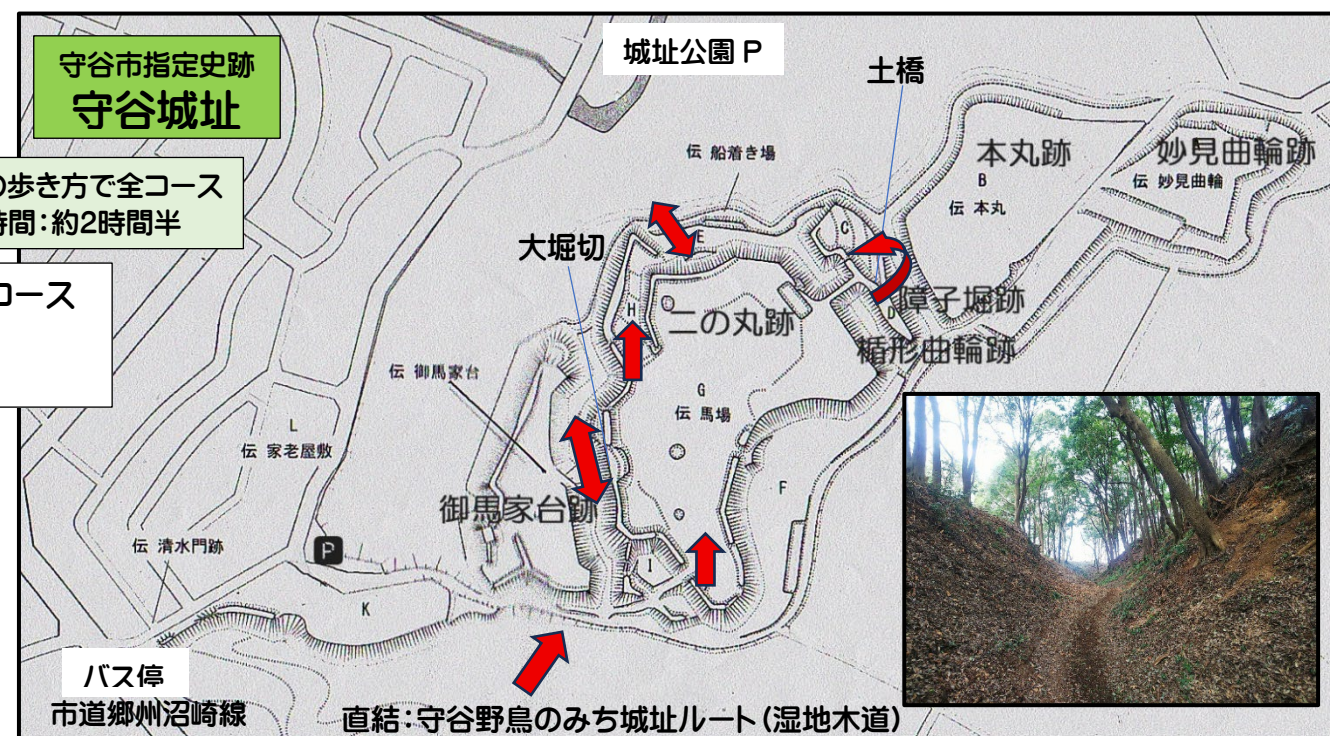 守谷市指定史跡
守谷城址
の歩き方で全コース
時間:約2時間半
コース
城址公園 P
土橋
伝 船着き場
本丸跡
B
伝 本丸
妙見曲輪跡
伝 妙見曲輪
大堀切
E
C
H
二の丸跡
D
障子堀跡
楯形曲輪跡
伝 御馬家台
G
伝 馬場
L
伝 家老屋敷
F
御馬家台跡
伝 清水門跡
P
I
K
バス停
市道郷州沼崎線
直結:守谷野鳥のみち城址ルート(湿地木道)